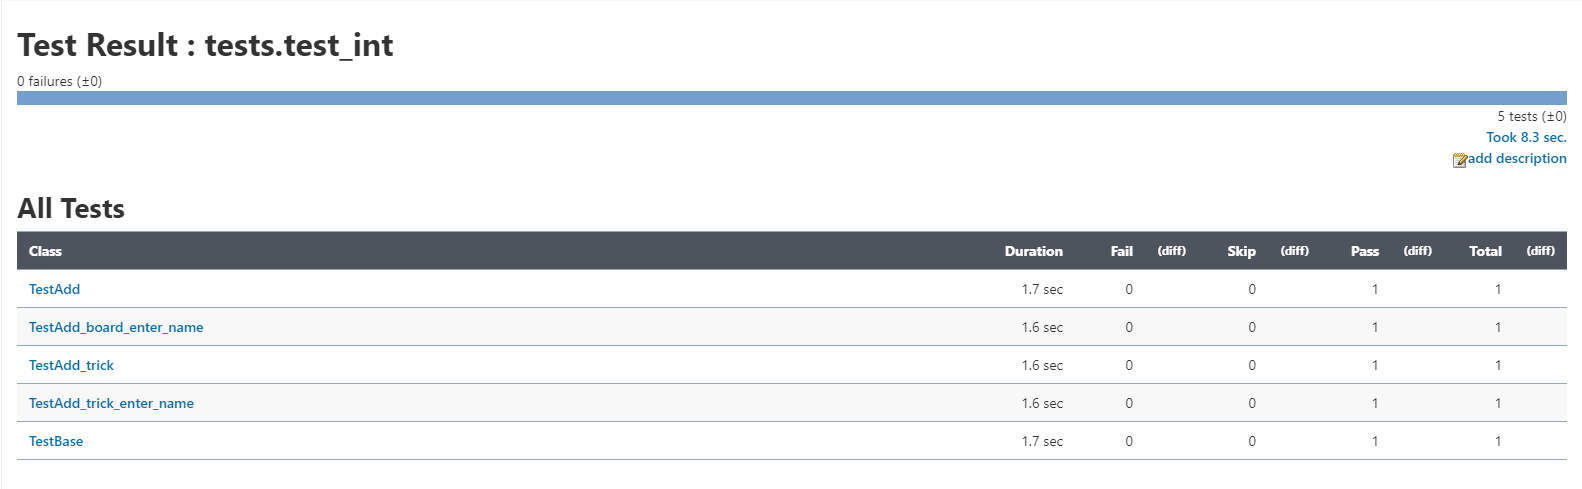 Test Result : tests.test_int
0 failures (±0)
5 tests (±0)
Took 8.3 sec.
add description
All Tests
Class Duration Fail (diff) Skip (diff) Pass (diff) Total (diff)
TestAdd 1.7 sec 0 0 1 1
TestAdd_board_enter_name 1.6 sec 0 0 1 1
TestAdd_trick 1.6 sec 0 0 1 1
TestAdd_trick_enter_name 1.6 sec 0 0 1 1
TestBase 1.7 sec 0 0 1 1